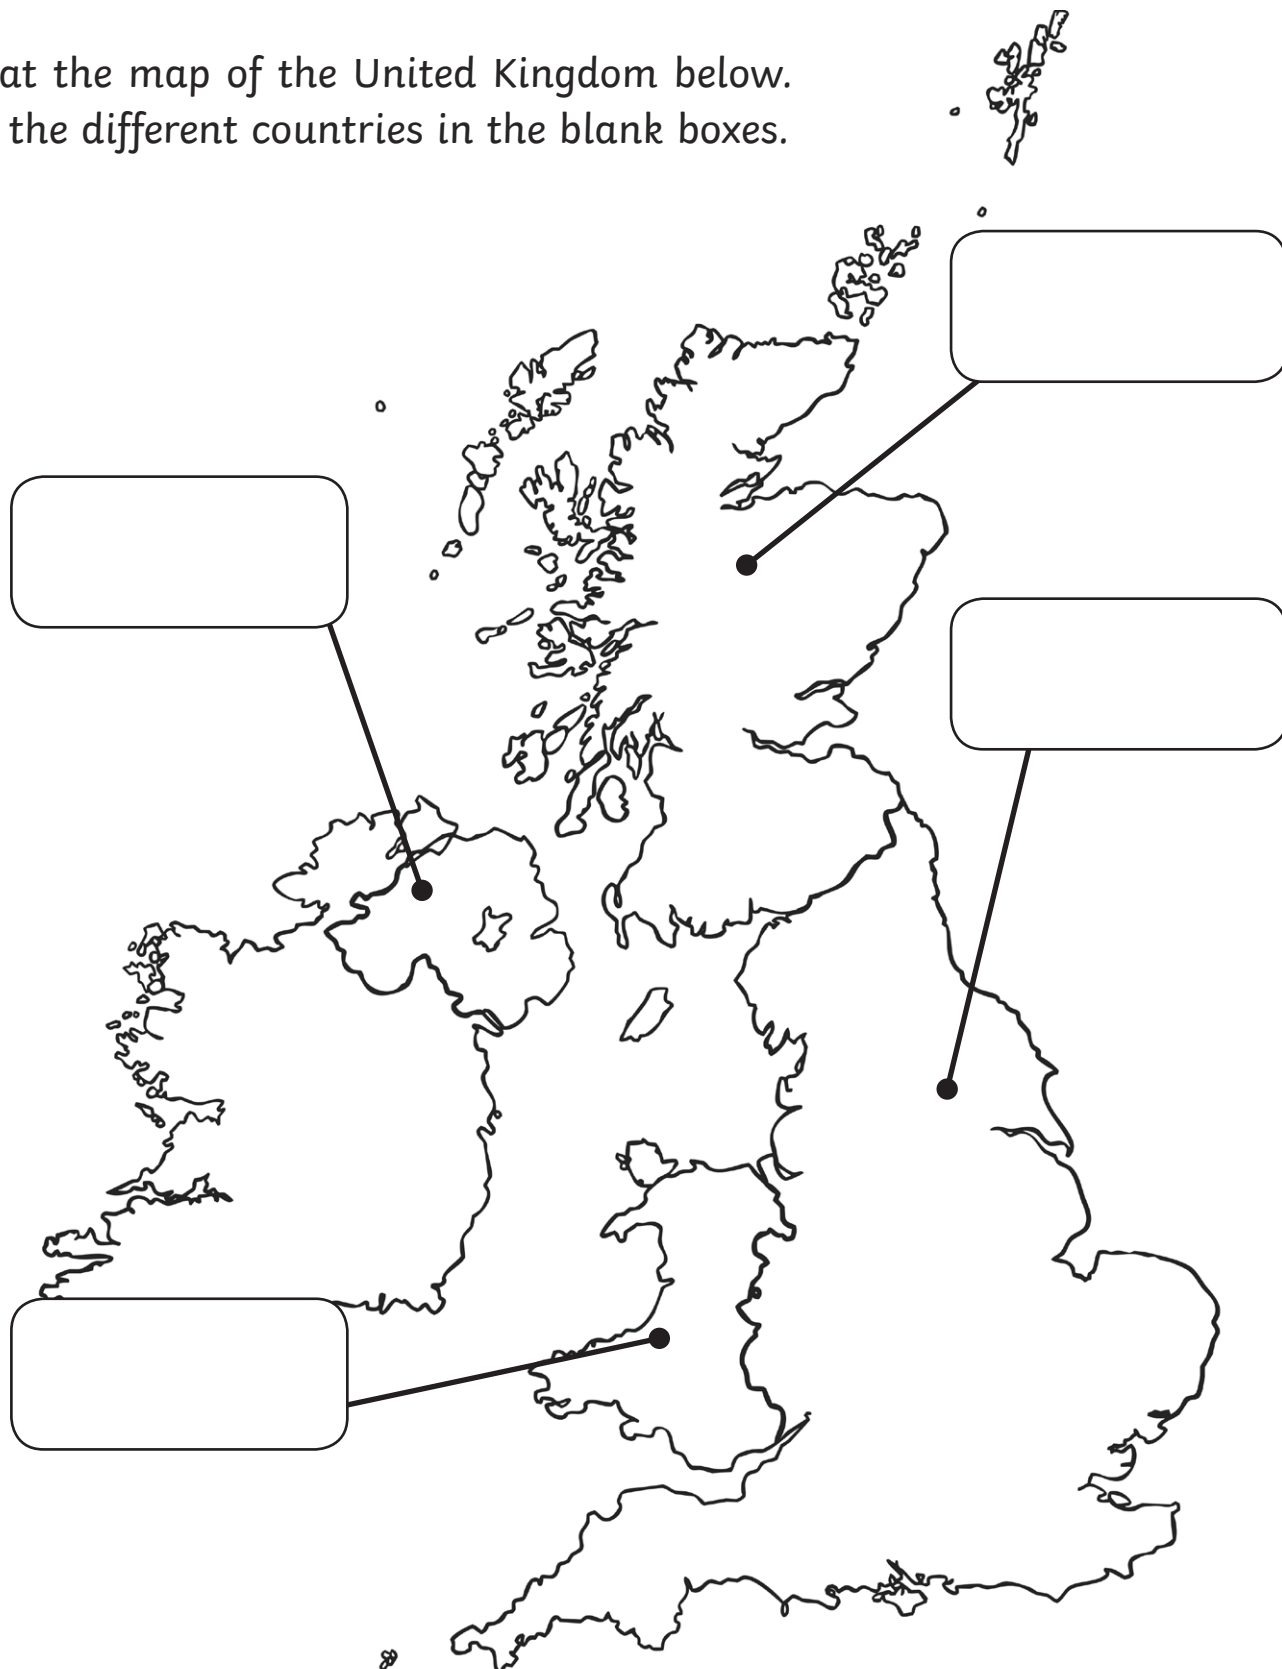 at the map of the United Kingdom below.
the different countries in the blank boxes.